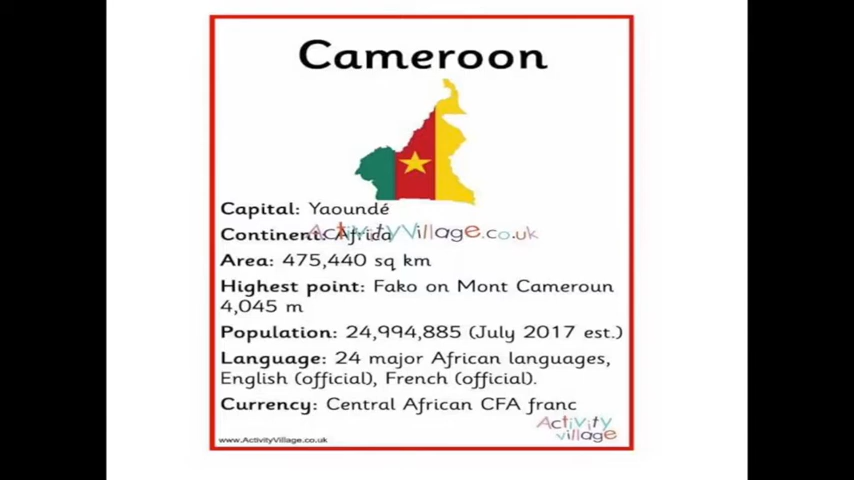 Cameroon
Capital: Yaoundé
ActivityVillage.co.uk
Continent: Africa
Area: 475,440 sq km
Highest point: Fako on Mont Cameroun
4,045 m
Population: 24,994,885 (July 2017 est.)
Language: 24 major African languages,
English (official), French (official).
Currency: Central African CFA franc
Activity
village
www.ActivityVillage.co.uk